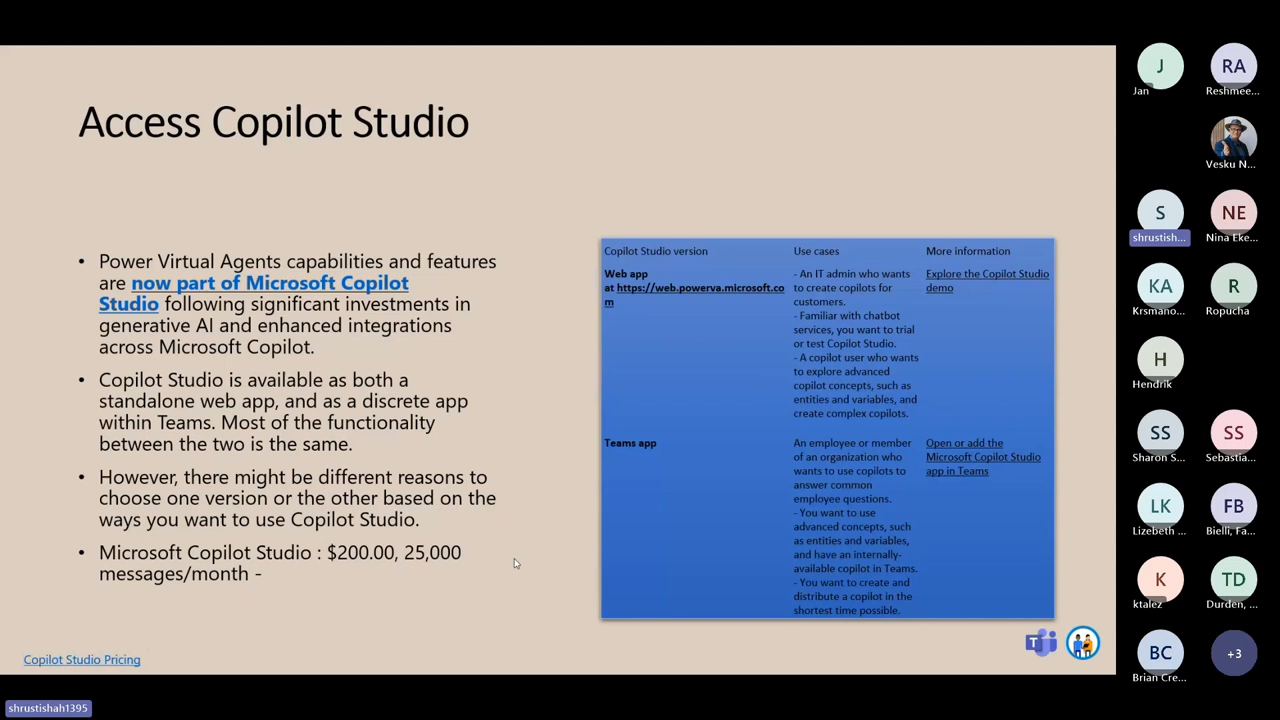 Access Copilot Studio
• Power Virtual Agents capabilities and features
are now part of Microsoft Copilot
Studio following significant investments in
generative AI and enhanced integrations
across Microsoft Copilot.
• Copilot Studio is available as both a
standalone web app, and as a discrete app
within Teams. Most of the functionality
between the two is the same.
• However, there might be different reasons to
choose one version or the other based on the
ways you want to use Copilot Studio.
• Microsoft Copilot Studio : $200.00, 25,000
messages/month -
Copilot Studio Pricing
Copilot Studio version
Use cases
More information
Web app
at https://web.powerva.microsoft.co
m
- An IT admin who wants
to create copilots for
customers.
- Familiar with chatbot
services, you want to trial
or test Copilot Studio.
- A copilot user who wants
to explore advanced
copilot concepts, such as
entities and variables, and
create complex copilots.
Explore the Copilot Studio
demo
Teams app
An employee or member
of an organization who
wants to use copilots to
answer common
employee questions.
- You want to use
advanced concepts, such
as entities and variables,
and have an internally-
available copilot in Teams.
- You want to create and
distribute a copilot in the
shortest time possible.
Open or add the
Microsoft Copilot Studio
app in Teams
T
J
Jan
RA
Reshmee...
Vesku N...
S
shrustish...
NE
Nina Eke...
KA
Krsmano...
R
Ropucha
H
Hendrik
SS
Sharon S...
SS
Sebastia...
LK
Lizebeth ...
FB
Bielli, Fa...
K
ktalez
TD
Durden, ...
BC
Brian Cre...
+3
shrustishah1395